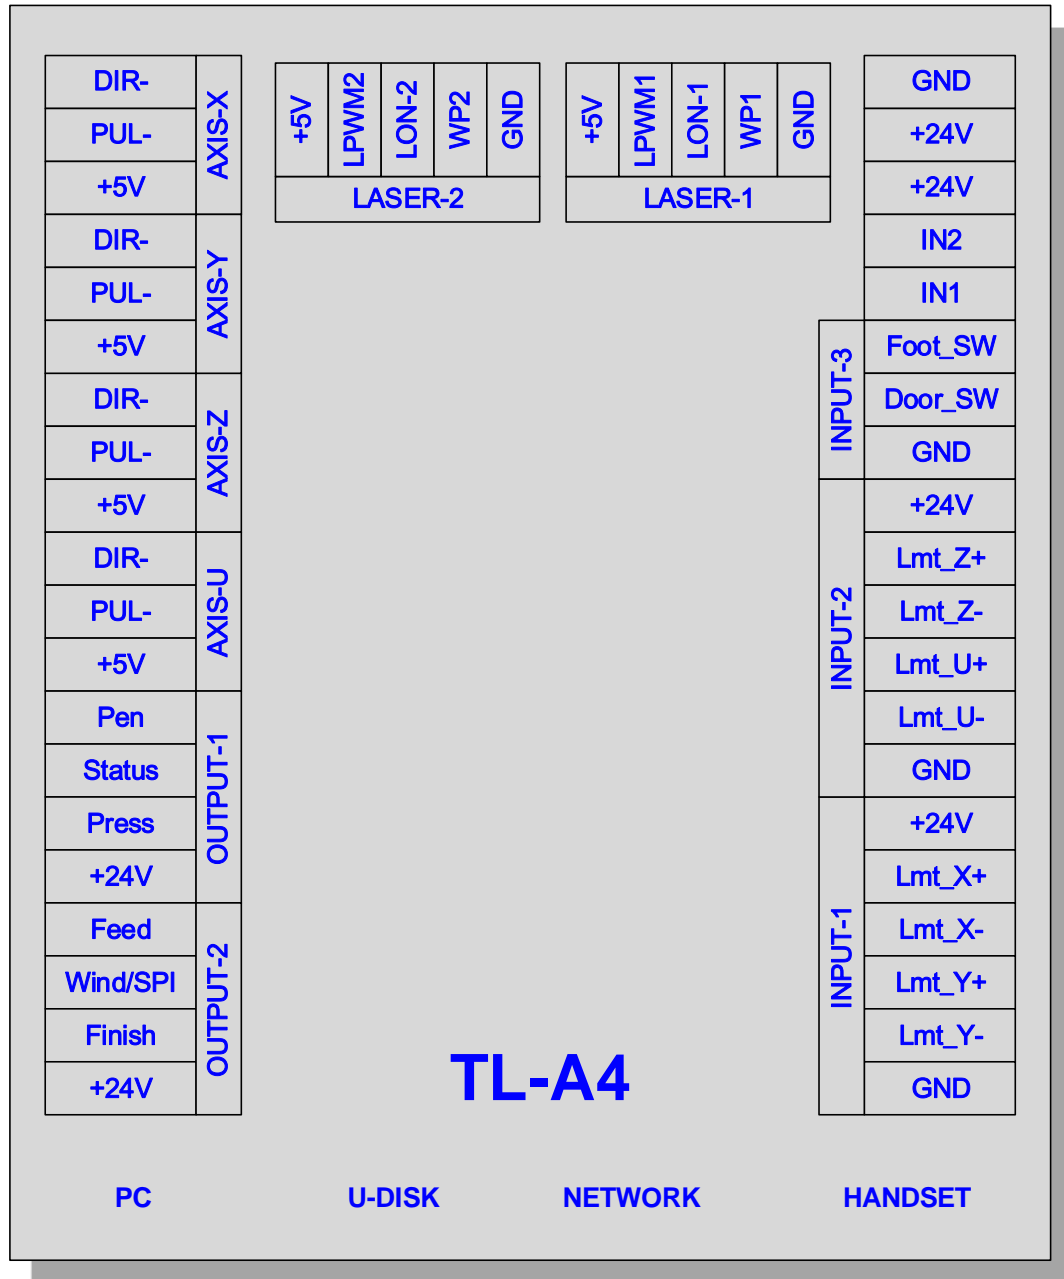 DIR-
PUL-
+5V
AXIS-X
DIR-
PUL-
+5V
AXIS-Y
DIR-
PUL-
+5V
AXIS-Z
DIR-
PUL-
+5V
AXIS-U
Pen
Status
Press
+24V
OUTPUT-1
Feed
Wind/SPI
Finish
+24V
OUTPUT-2
+5V
LPWM2
LON-2
WP2
GND
LASER-2
+5V
LPWM1
LON-1
WP1
GND
LASER-1
GND
+24V
+24V
IN2
IN1
INPUT-3
Foot_SW
Door_SW
GND
INPUT-2
+24V
Lmt_Z+
Lmt_Z-
Lmt_U+
Lmt_U-
GND
INPUT-1
+24V
Lmt_X+
Lmt_X-
Lmt_Y+
Lmt_Y-
GND
TL-A4
PC
U-DISK
NETWORK
HANDSET